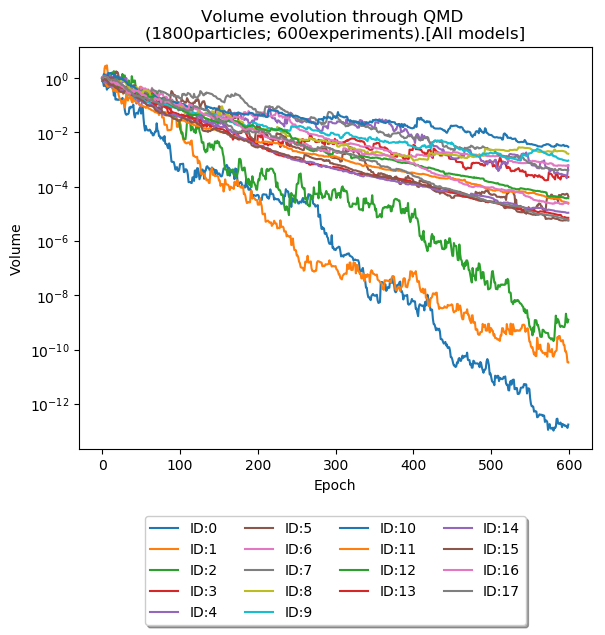 Volume evolution through QMD
(1800particles; 600experiments).[All models]
Volume
10^0
10^-2
10^-4
10^-6
10^-8
10^-10
10^-12
0 100 200 300 400 500 600
Epoch
ID:0 ID:5 ID:10 ID:14
ID:1 ID:6 ID:11 ID:15
ID:2 ID:7 ID:12 ID:16
ID:3 ID:8 ID:13 ID:17
ID:4 ID:9